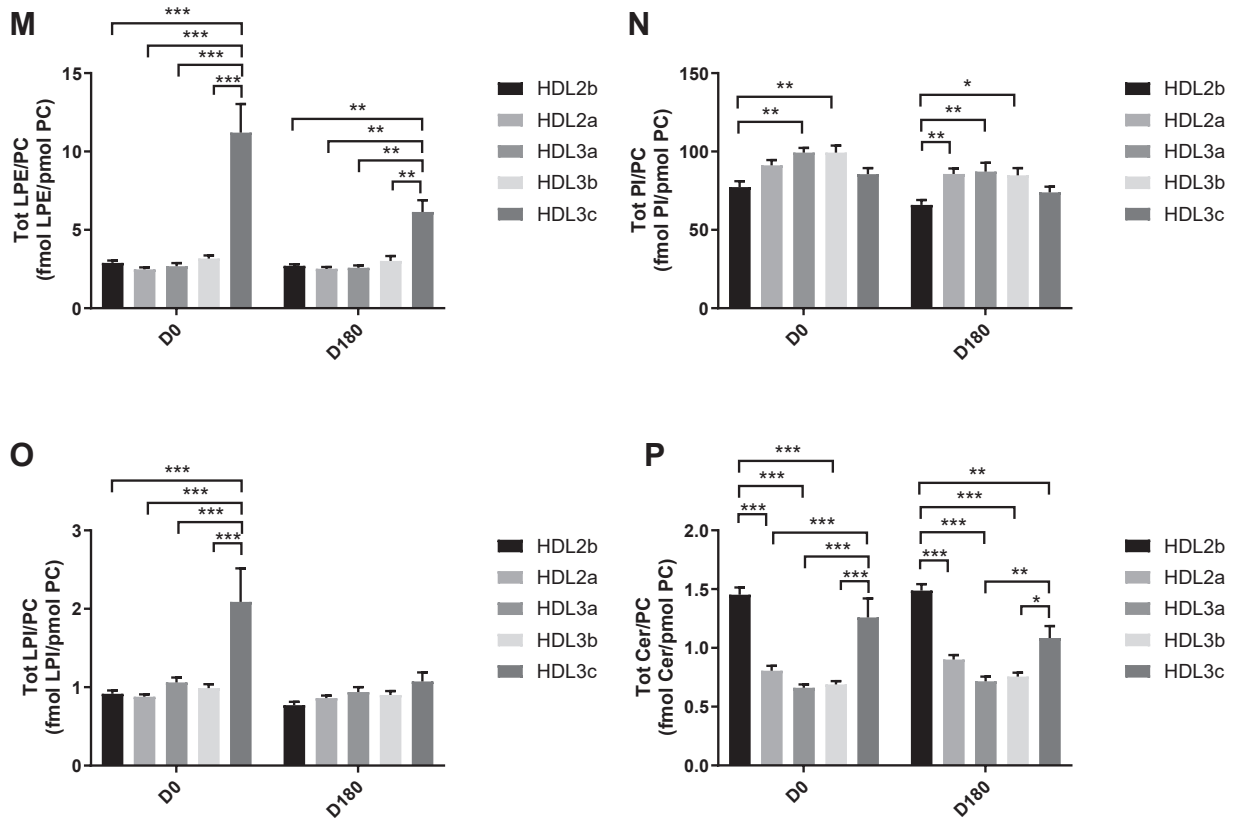 M
***
***
***
***
**
**
**
**
Tot LPE/PC
(fmol LPE/pmol PC)
15
10
5
0
D0
D180
HDL2b
HDL2a
HDL3a
HDL3b
HDL3c
N
**
**
*
**
**
Tot PI/PC
(fmol PI/pmol PC)
150
100
50
0
D0
D180
HDL2b
HDL2a
HDL3a
HDL3b
HDL3c
O
***
***
***
***
Tot LPI/PC
(fmol LPI/pmol PC)
3
2
1
0
D0
D180
HDL2b
HDL2a
HDL3a
HDL3b
HDL3c
P
***
***
***
***
***
***
**
***
***
***
**
*
Tot Cer/PC
(fmol Cer/pmol PC)
2.0
1.5
1.0
0.5
0.0
D0
D180
HDL2b
HDL2a
HDL3a
HDL3b
HDL3c